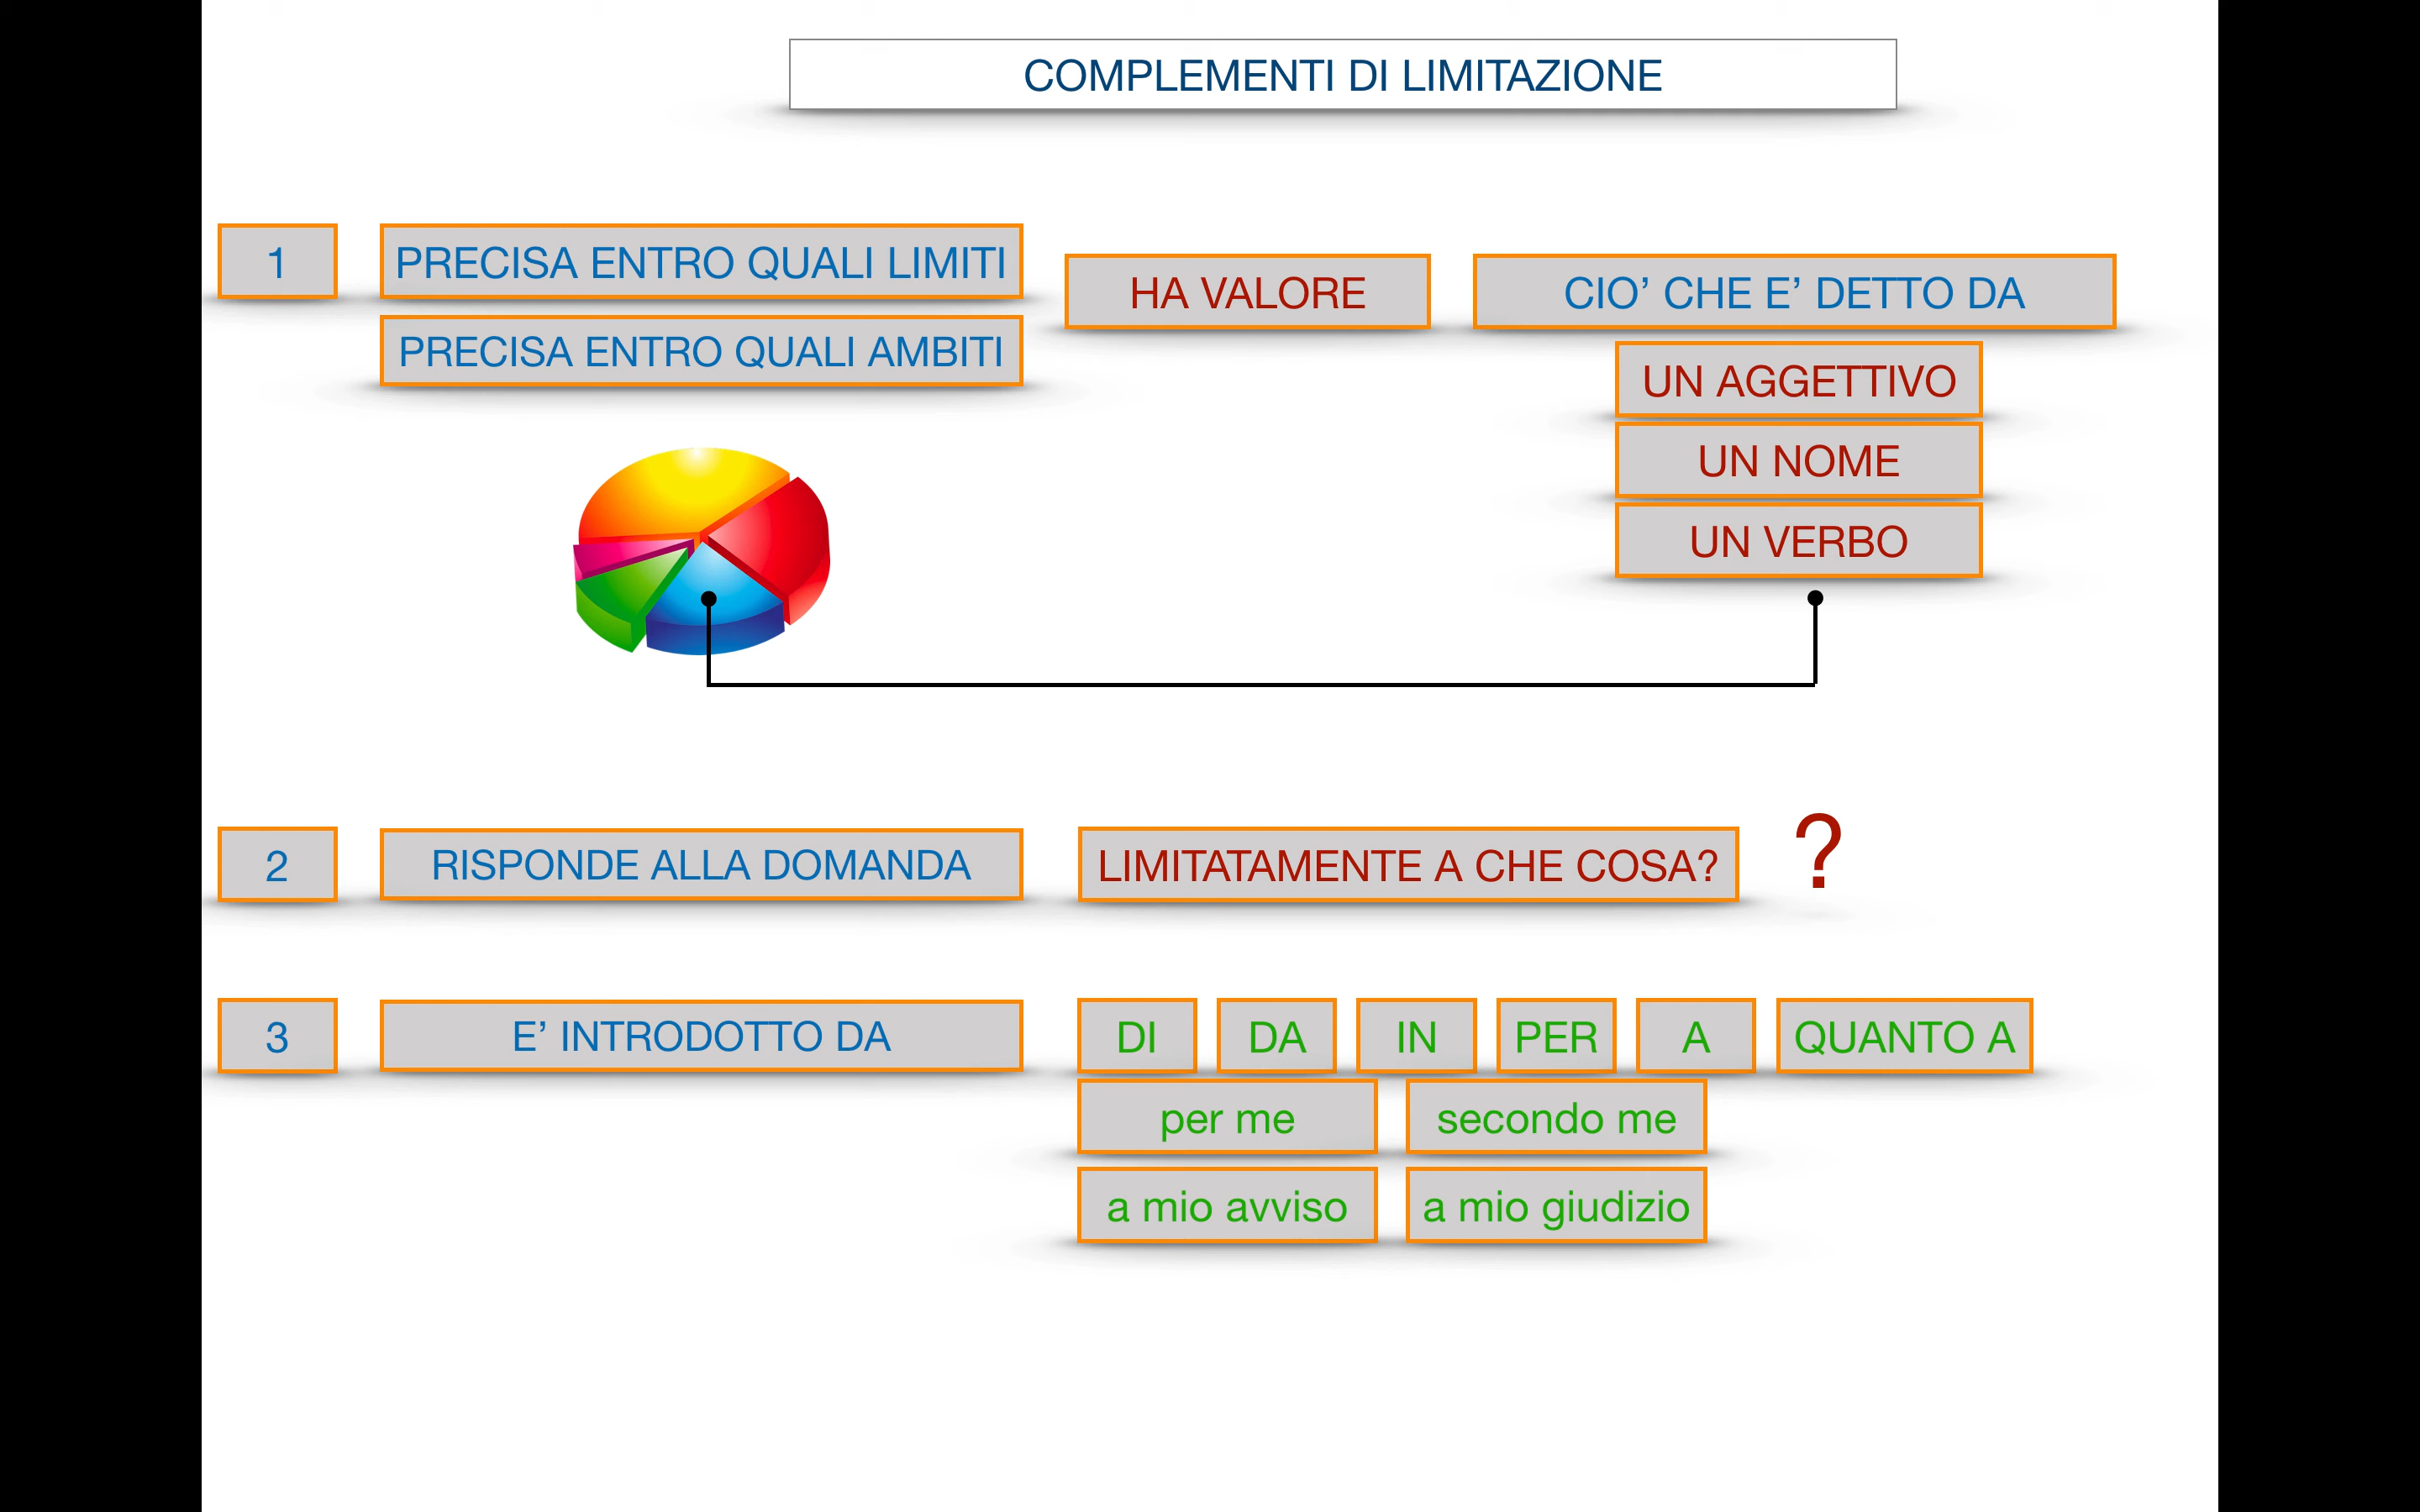 COMPLEMENTI DI LIMITAZIONE
1
PRECISA ENTRO QUALI LIMITI
PRECISA ENTRO QUALI AMBITI
HA VALORE
CIO’ CHE E’ DETTO DA
UN AGGETTIVO
UN NOME
UN VERBO
2
RISPONDE ALLA DOMANDA
LIMITATAMENTE A CHE COSA?
?
3
E’ INTRODOTTO DA
DI DA IN PER A QUANTO A
per me secondo me
a mio avviso a mio giudizio